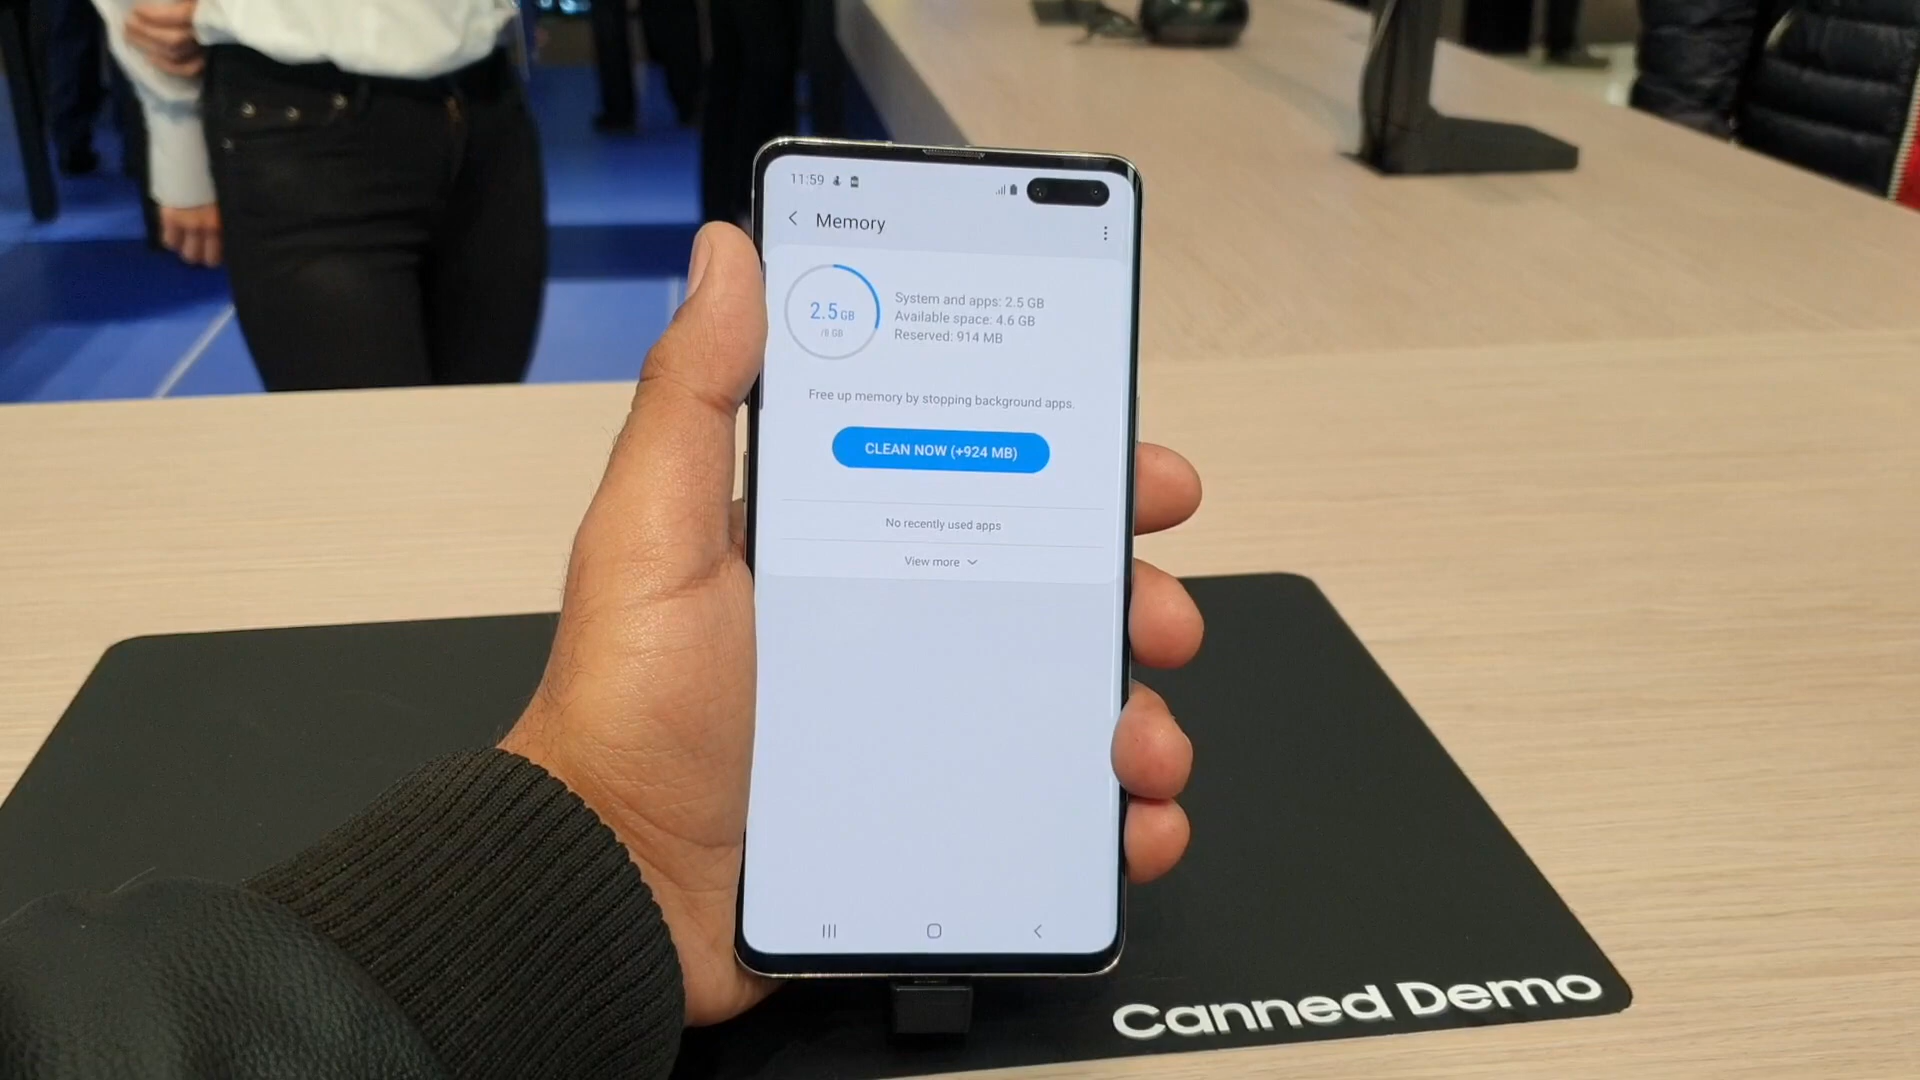 11:59
Memory
2.5 GB
/8 GB
System and apps: 2.5 GB
Available space: 4.6 GB
Reserved: 914 MB
Free up memory by stopping background apps.
CLEAN NOW (+924 MB)
No recently used apps
View more
Canned Demo